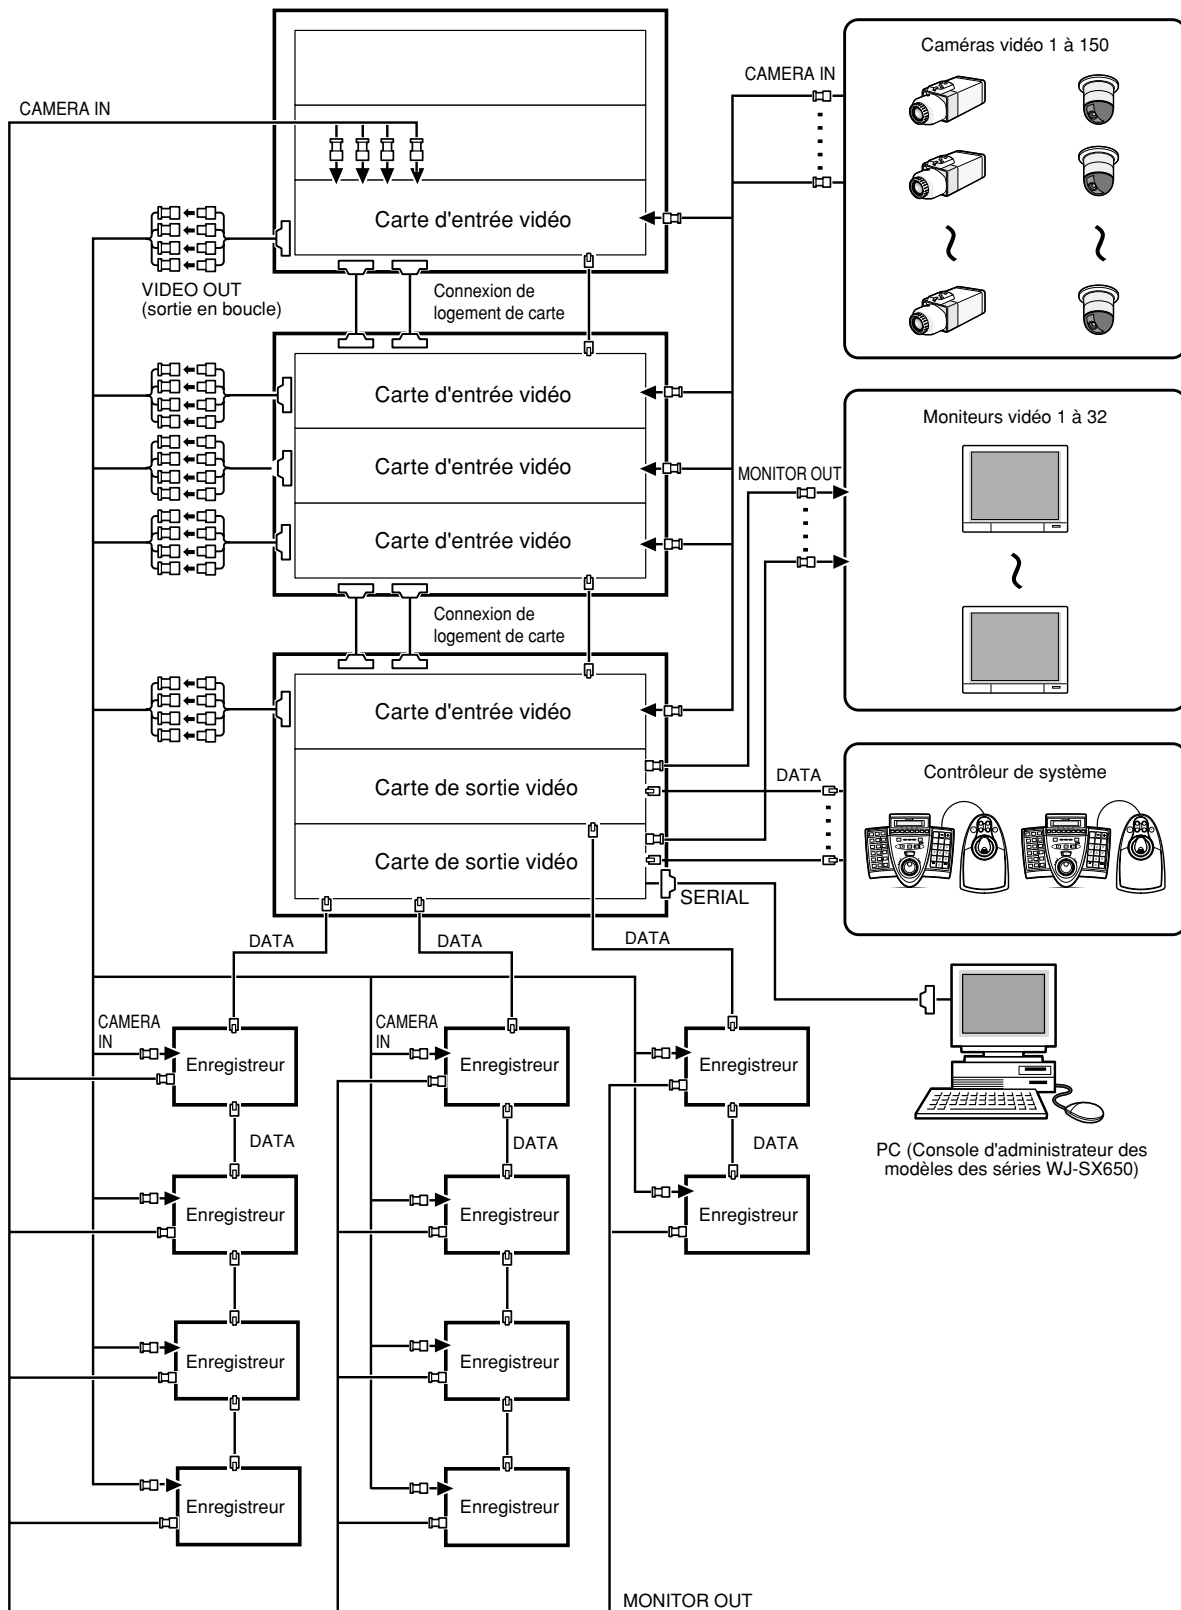 Caméras vidéo 1 à 150
CAMERA IN
CAMERA IN
Carte d'entrée vidéo
VIDEO OUT
(sortie en boucle)
Connexion de
logement de carte
Carte d'entrée vidéo
Carte d'entrée vidéo
Carte d'entrée vidéo
Moniteurs vidéo 1 à 32
MONITOR OUT
Connexion de
logement de carte
Carte d'entrée vidéo
Carte de sortie vidéo
Carte de sortie vidéo
DATA
Contrôleur de système
SERIAL
DATA
DATA
DATA
CAMERA
IN
CAMERA
IN
Enregistreur
Enregistreur
Enregistreur
DATA
DATA
DATA
PC (Console d'administrateur des
modèles des séries WJ-SX650)
Enregistreur
Enregistreur
Enregistreur
Enregistreur
Enregistreur
Enregistreur
Enregistreur
MONITOR OUT